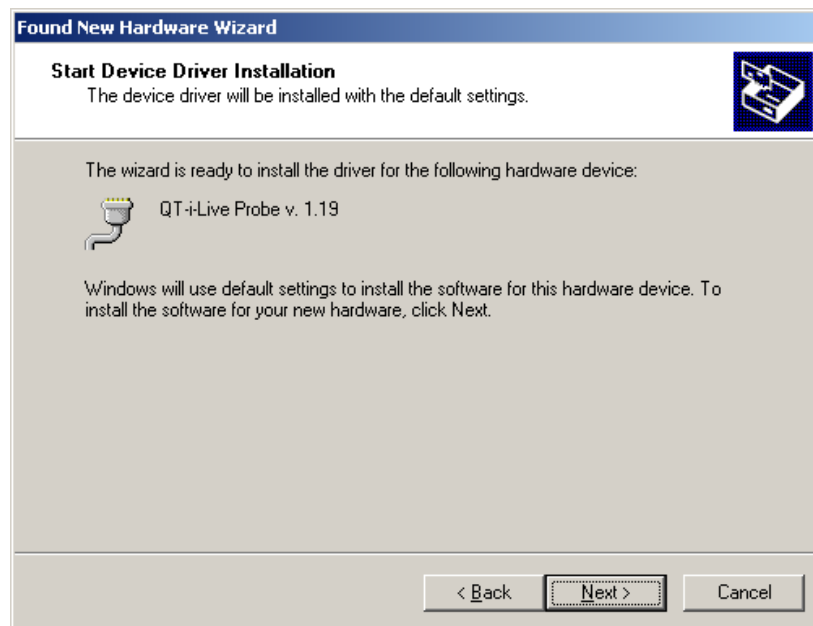 Found New Hardware Wizard
Start Device Driver Installation
The device driver will be installed with the default settings.
The wizard is ready to install the driver for the following hardware device:
QT-i-Live Probe v. 1.19
Windows will use default settings to install the software for this hardware device. To
install the software for your new hardware, click Next.
< Back
Next >
Cancel